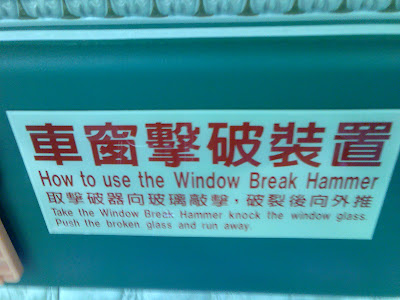 車窗擊破裝置
How to use the Window Break Hammer
取擊破器向玻璃敲擊，破裂後向外推
Take the Window Break Hammer knock the window glass.
Push the broken glass and run away.